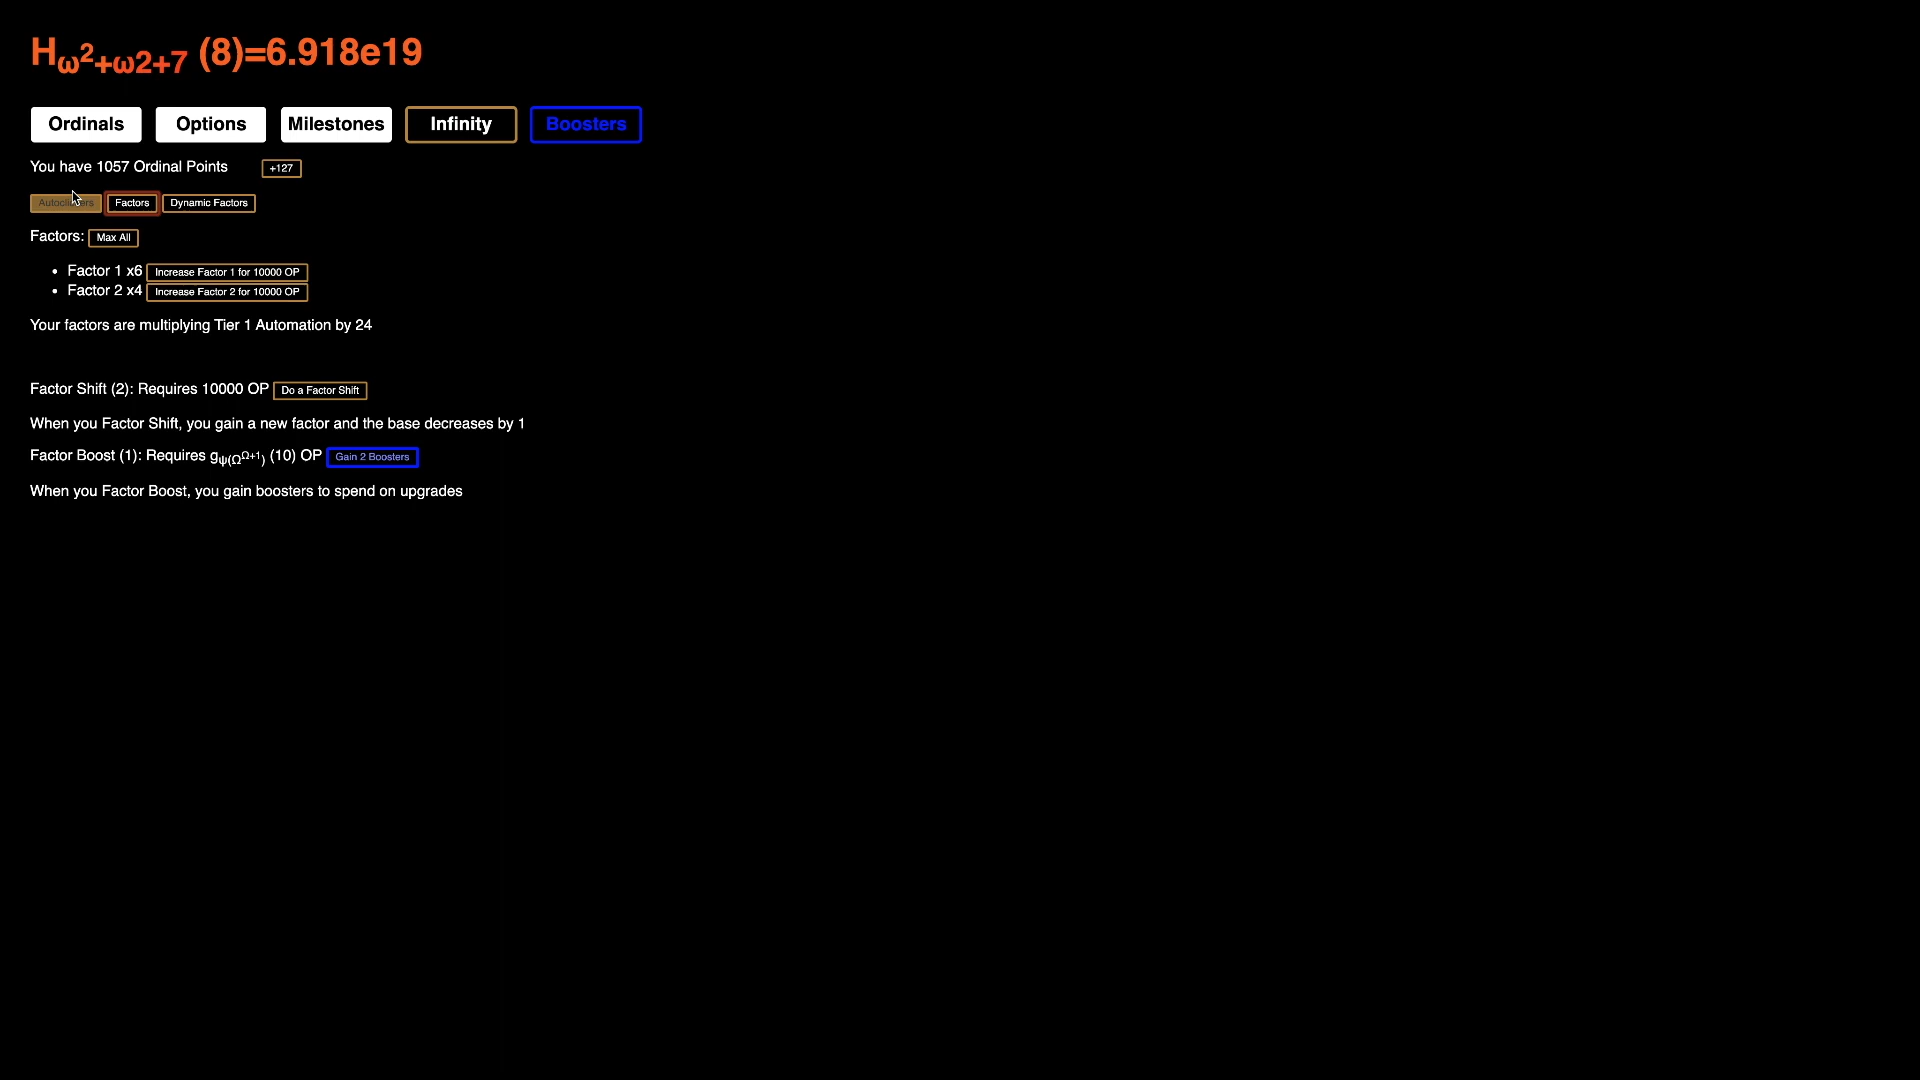 Hω²+ω2+7 (8)=6.918e19
Ordinals Options Milestones Infinity Boosters
You have 1057 Ordinal Points +127
Autoclickers Factors Dynamic Factors
Factors: Max All
• Factor 1 x6 Increase Factor 1 for 10000 OP
• Factor 2 x4 Increase Factor 2 for 10000 OP
Your factors are multiplying Tier 1 Automation by 24
Factor Shift (2): Requires 10000 OP Do a Factor Shift
When you Factor Shift, you gain a new factor and the base decreases by 1
Factor Boost (1): Requires gψ(Ω^Ω+1) (10) OP Gain 2 Boosters
When you Factor Boost, you gain boosters to spend on upgrades